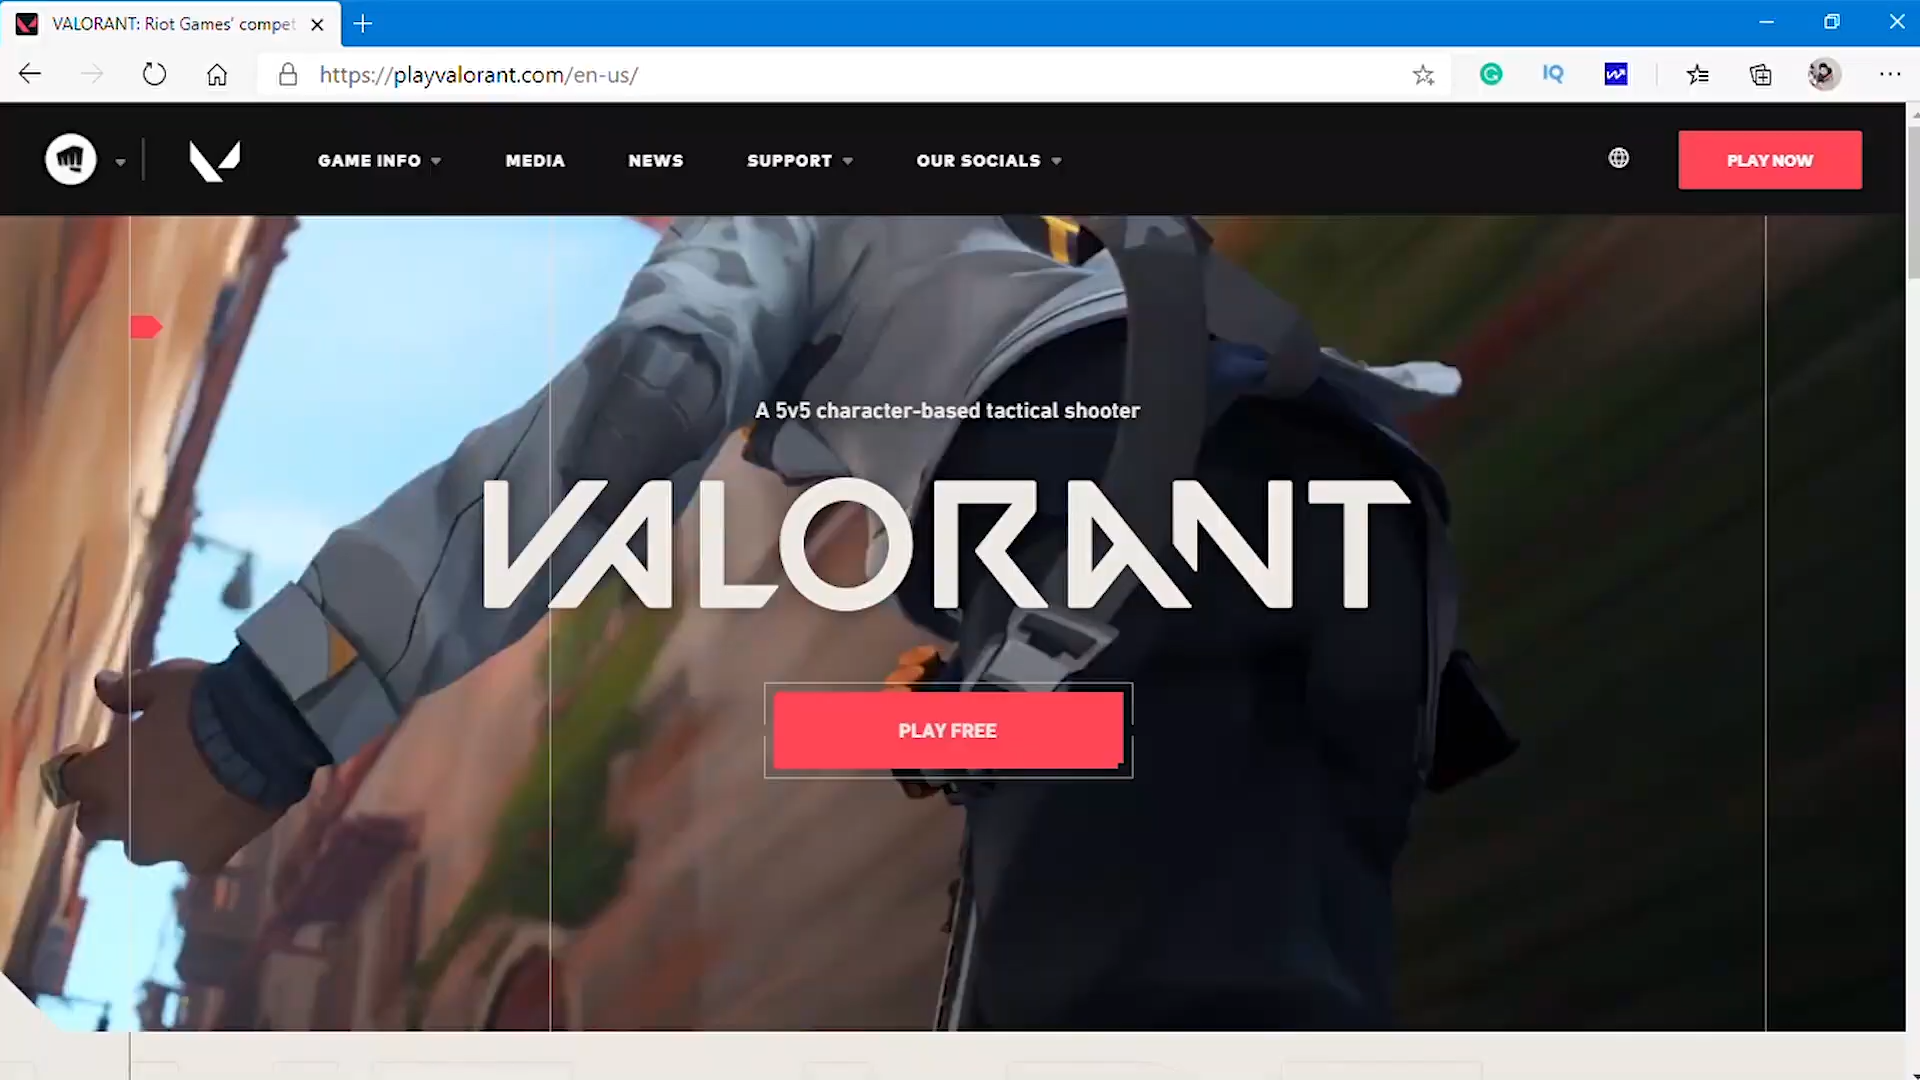 VALORANT: Riot Games' compet
https://playvalorant.com/en-us/
IQ
GAME INFO
MEDIA
NEWS
SUPPORT
OUR SOCIALS
PLAY NOW
A 5v5 character-based tactical shooter
VALORANT
PLAY FREE